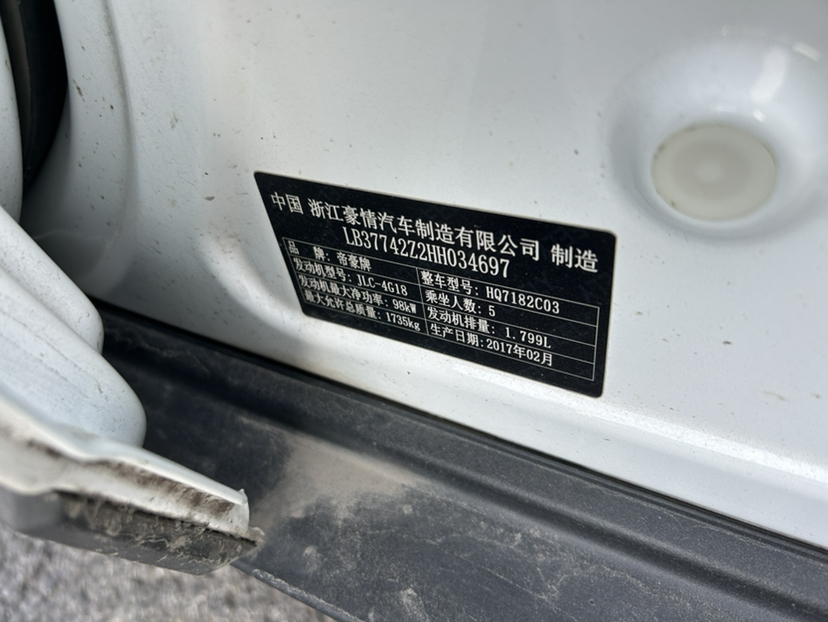 中国 浙江豪情汽车制造有限公司 制造
LB37742Z2HH034697
品 牌: 帝豪牌 整车型号: HQ7182C03
发动机型号: JLC-4G18 乘坐人数: 5
发动机最大净功率: 98kW 发动机排量: 1.799L
最大允许总质量: 1735kg 生产日期: 2017年02月